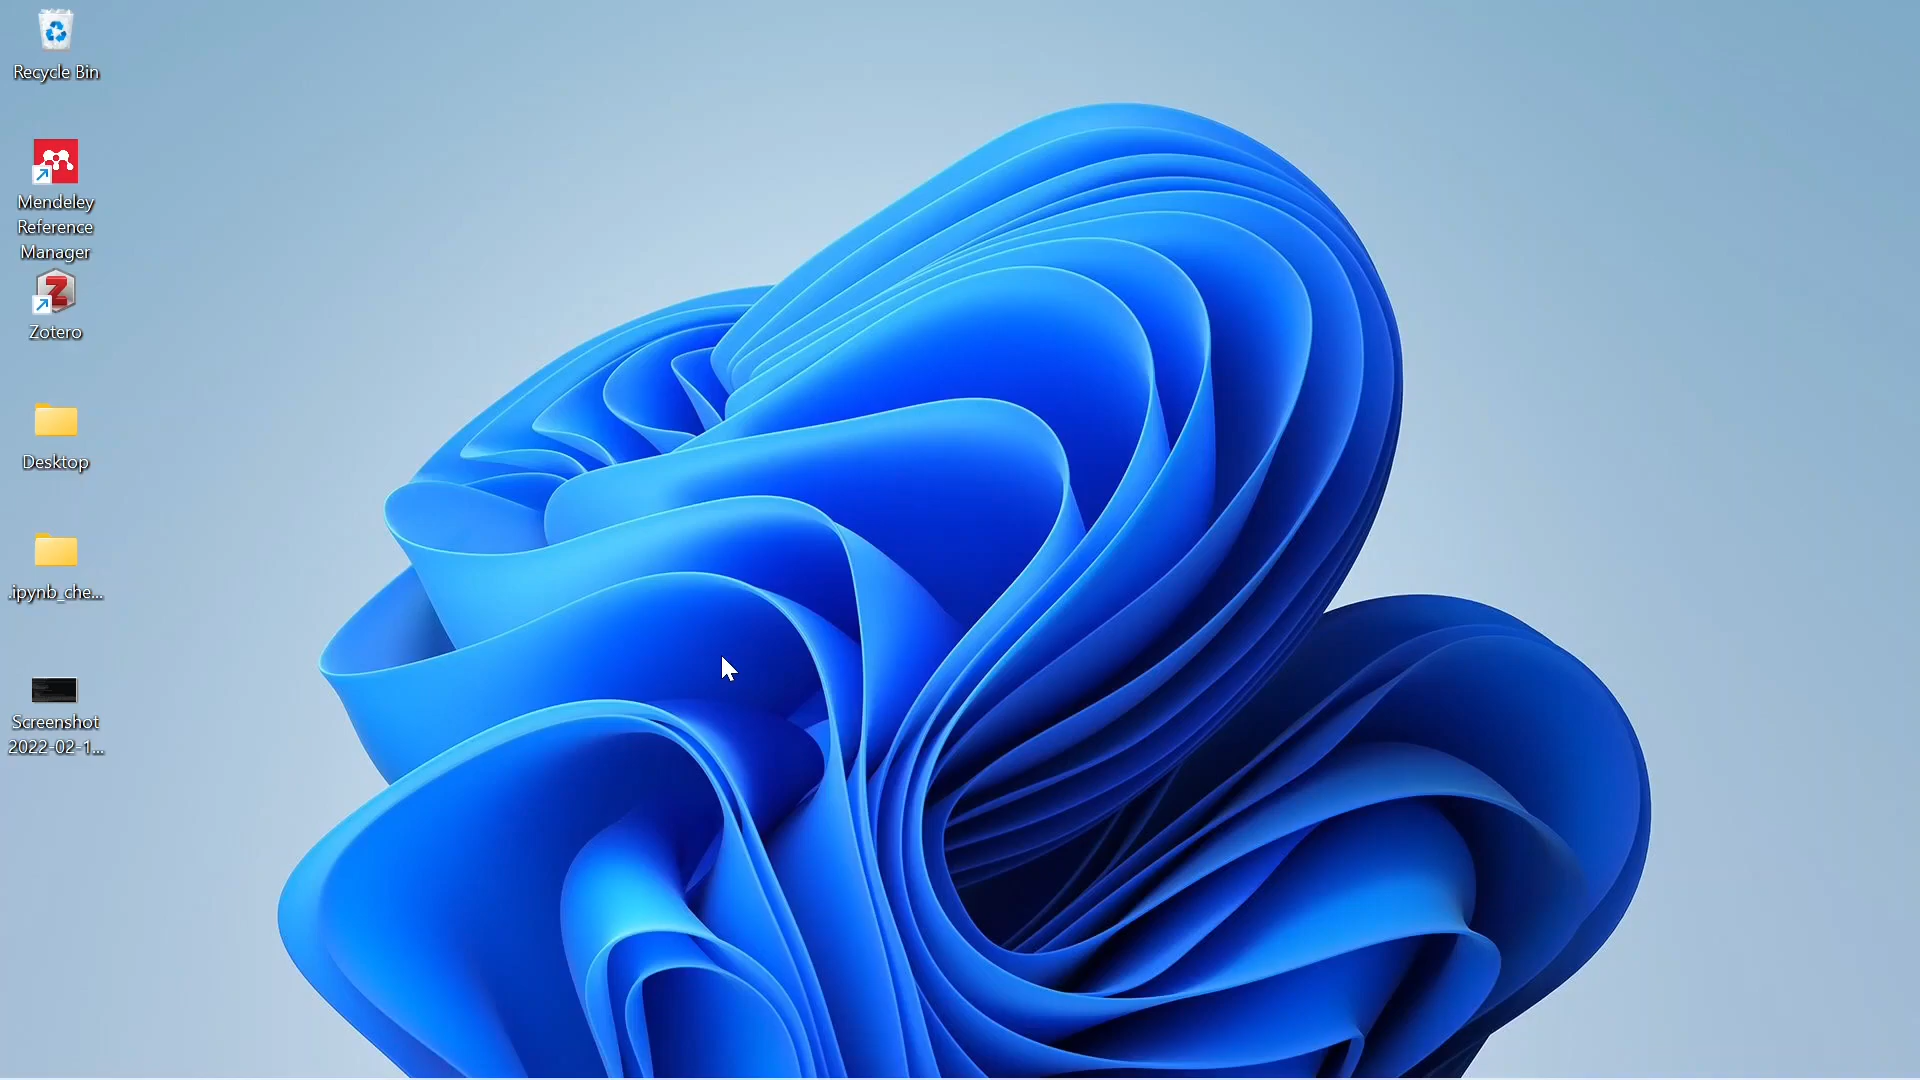 Recycle Bin
Mendeley
Reference
Manager
Zotero
Desktop
.ipynb_che...
Screenshot
2022-02-1...